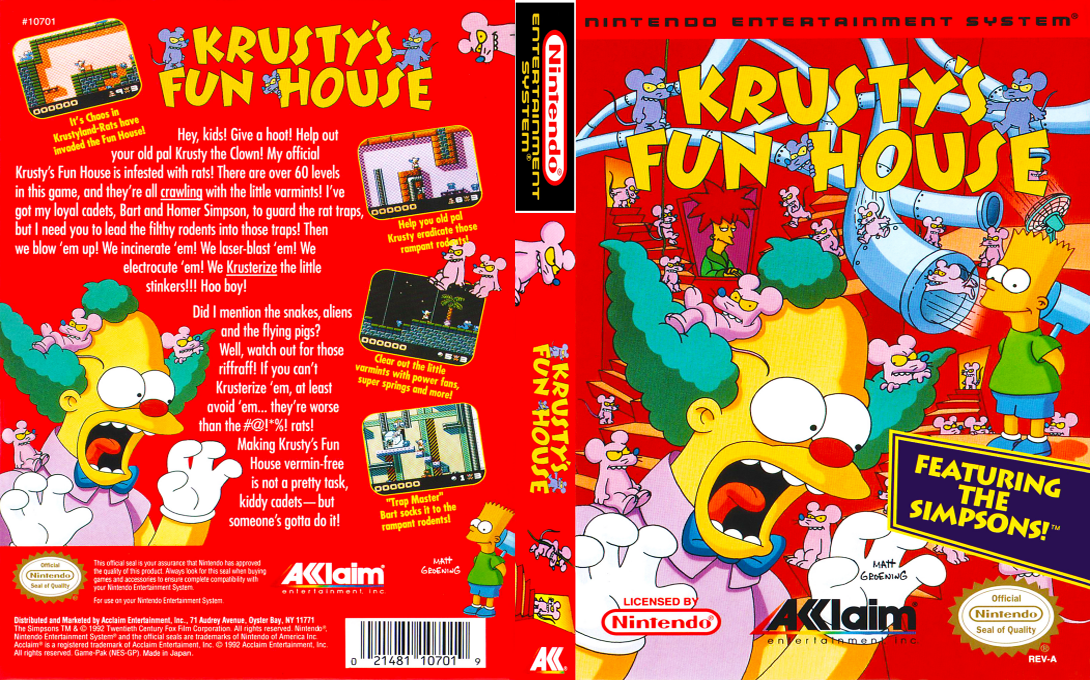 #10701
KRUSTY'S
FUN HOUSE
It's Chaos in
Krustyland-Rats have
invaded the Fun House!
Hey, kids! Give a hoot! Help out
your old pal Krusty the Clown! My official
Krusty's Fun House is infested with rats! There are over 60 levels
in this game, and they're all crawling with the little varmints! I've
got my loyal cadets, Bart and Homer Simpson, to guard the rat traps,
but I need you to lead the filthy rodents into those traps! Then
we blow 'em up! We incinerate 'em! We laser-blast 'em! We
electrocute 'em! We Krusterize the little
stinkers!!! Hoo boy!
Did I mention the snakes, aliens
and the flying pigs?
Well, watch out for those
riffraff! If you can't
Krusterize 'em, at least
avoid 'em... they're worse
than the #@!*%! rats!
Making Krusty's Fun
House vermin-free
is not a pretty task,
kiddy cadets—but
someone's gotta do it!
Help you old pal
Krusty eradicate those
rampant rodents!
Clear out the little
varmints with power fans,
super springs and more!
"Trap Master"
Bart socks it to the
rampant rodents!
MATT
GROENING
Official
Nintendo
Seal of Quality
This official seal is your assurance that Nintendo has approved
the quality of this product. Always look for this seal when buying
games and accessories to ensure complete compatibility with
your Nintendo Entertainment System.
For use on your Nintendo Entertainment System.
AKKlaim®
entertainment, inc.
Distributed and Marketed by Acclaim Entertainment, Inc., 71 Audrey Avenue, Oyster Bay, NY 11771
The Simpsons TM & © 1992 Twentieth Century Fox Film Corporation. All rights reserved. Nintendo®,
Nintendo Entertainment System® and the official seals are trademarks of Nintendo of America Inc.
Acclaim® is a registered trademark of Acclaim Entertainment, Inc. © 1992 Acclaim Entertainment, Inc.
All rights reserved. Game-Pak (NES-GP). Made in Japan.
0 21481 10701 9
Nintendo®
ENTERTAINMENT
SYSTEM®
KRUSTY'S
FUN HOUSE
NINTENDO ENTERTAINMENT SYSTEM®
KRUSTY'S
FUN HOUSE
FEATURING
THE
SIMPSONS!™
MATT
GROENING
LICENSED BY
Nintendo®
AKKlaim®
entertainment, inc.
Official
Nintendo
Seal of Quality
®
REV-A